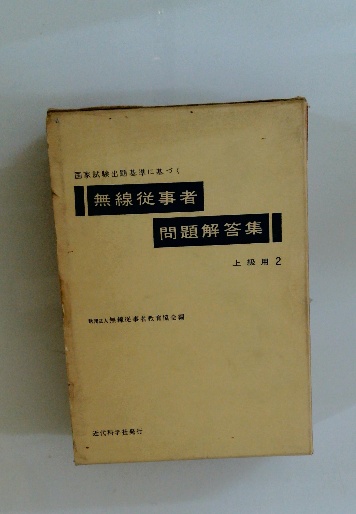 国家試験出題基準に基づく
無線従事者
問題解答集
上級用 2
財団法人 無線従事者教育協会編
近代科学社発行